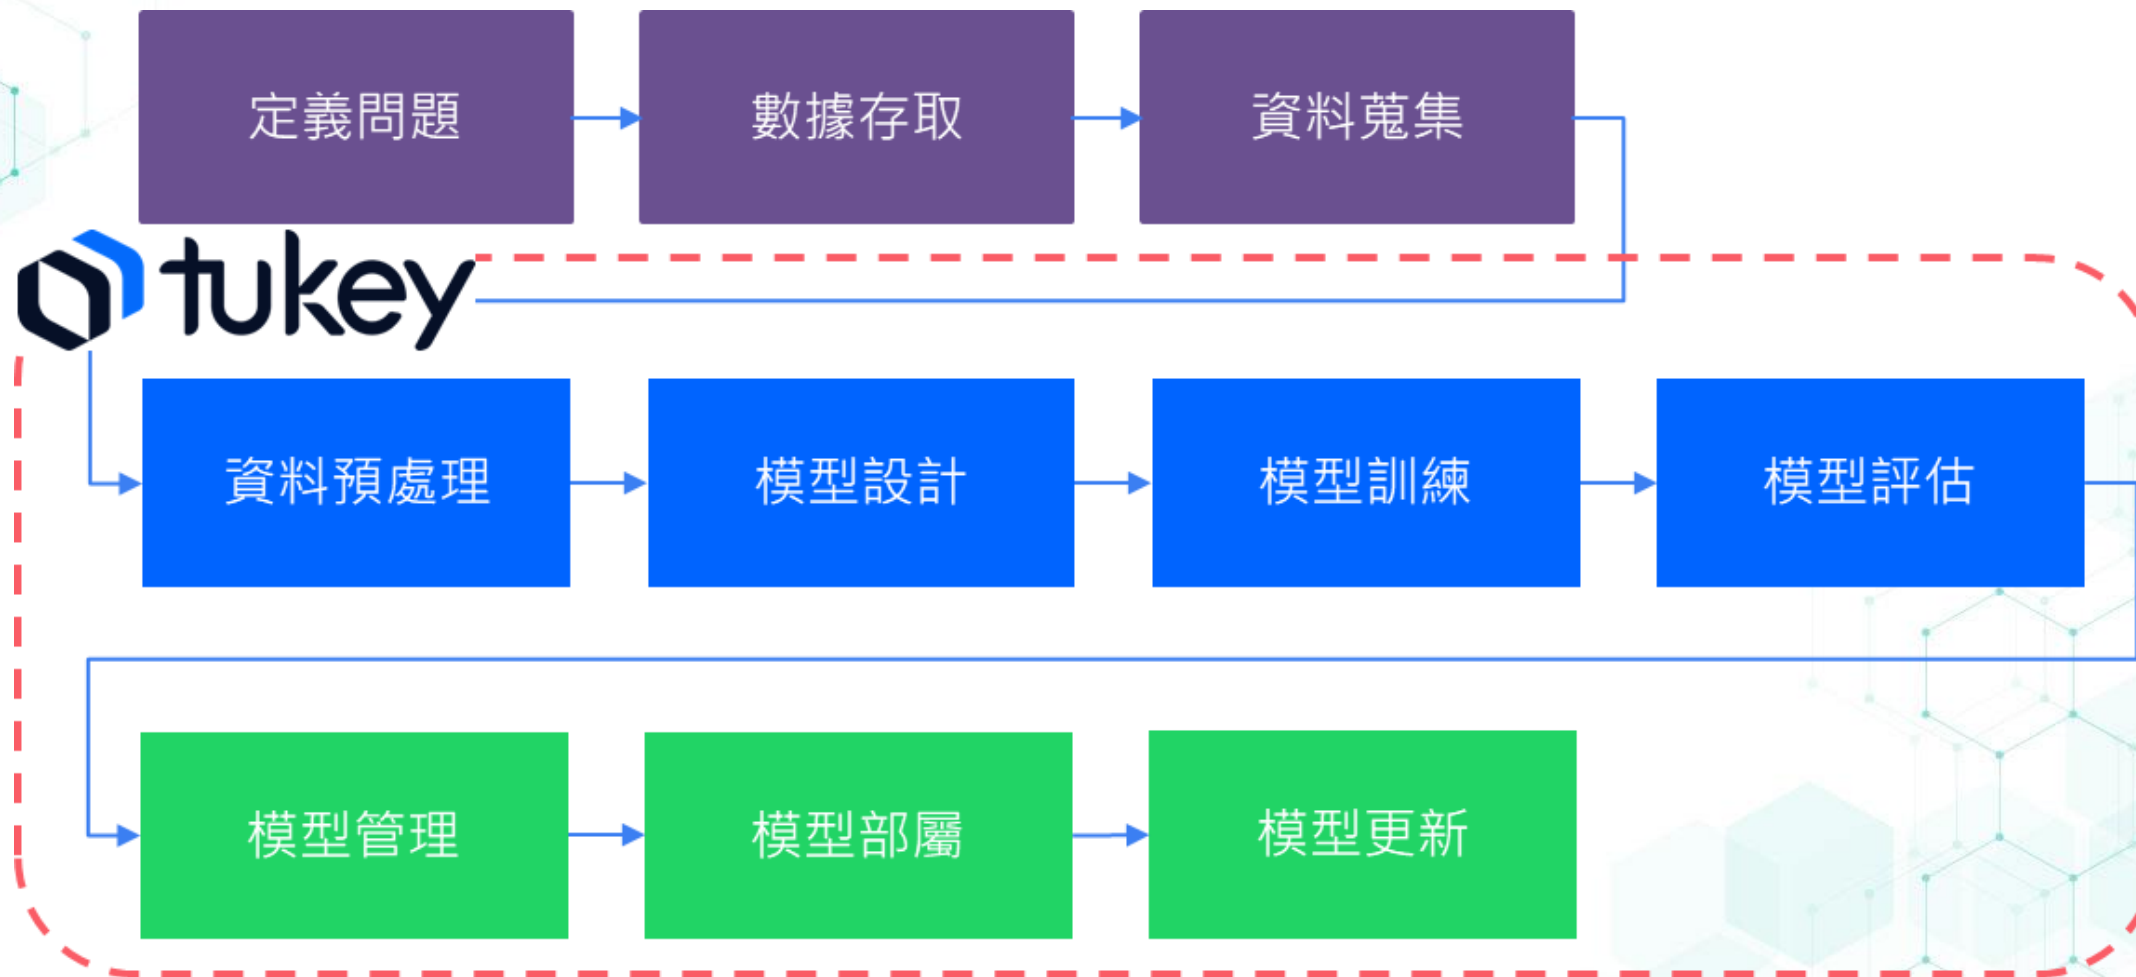 定義問題
數據存取
資料蒐集
tukey
資料預處理
模型設計
模型訓練
模型評估
模型管理
模型部屬
模型更新